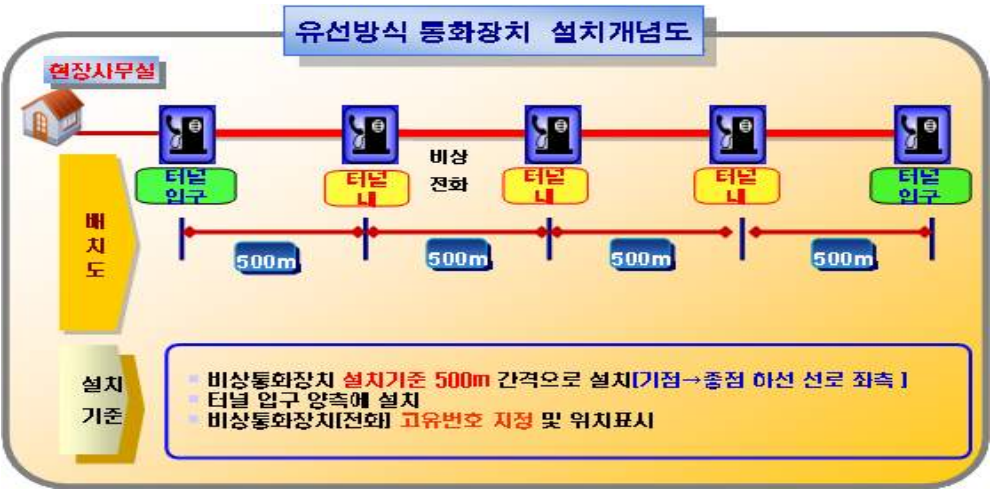 유선방식 통화장치 설치개념도
현장사무실
비상
전화
터널
입구
터널
내
터널
내
터널
내
터널
입구
배
치
도
500m
500m
500m
500m
설치
기준
비상통화장치 설치기준 500m 간격으로 설치[기점→종점 하선 선로 좌측 ]
터널 입구 양측에 설치
비상통화장치[전화] 고유번호 지정 및 위치표시